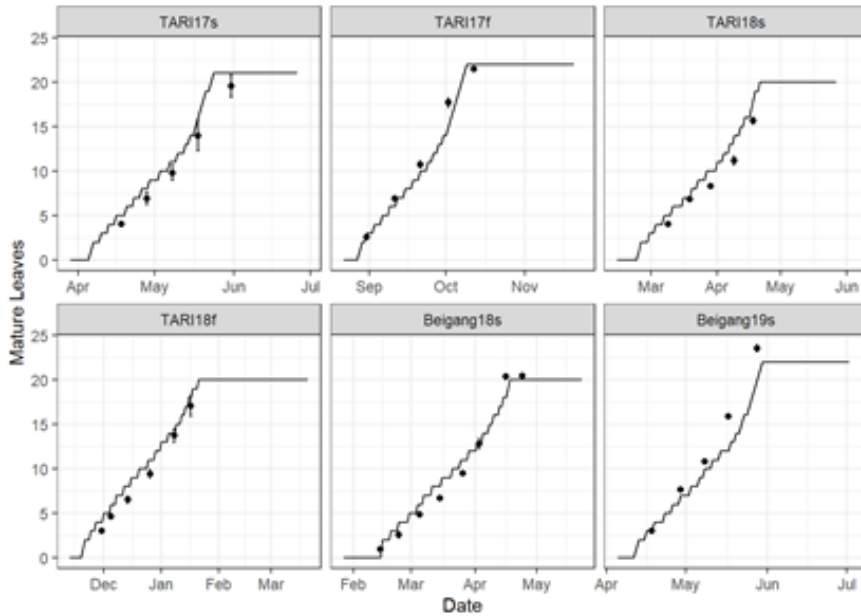 TARI17s TARI17f TARI18s
25
20
15
10
5
0
Apr May Jun Jul Sep Oct Nov Mar Apr May Jun
TARI18f Beigang18s Beigang19s
25
20
15
10
5
0
Dec Jan Feb Mar Feb Mar Apr May Apr May Jun Jul
Mature Leaves
Date